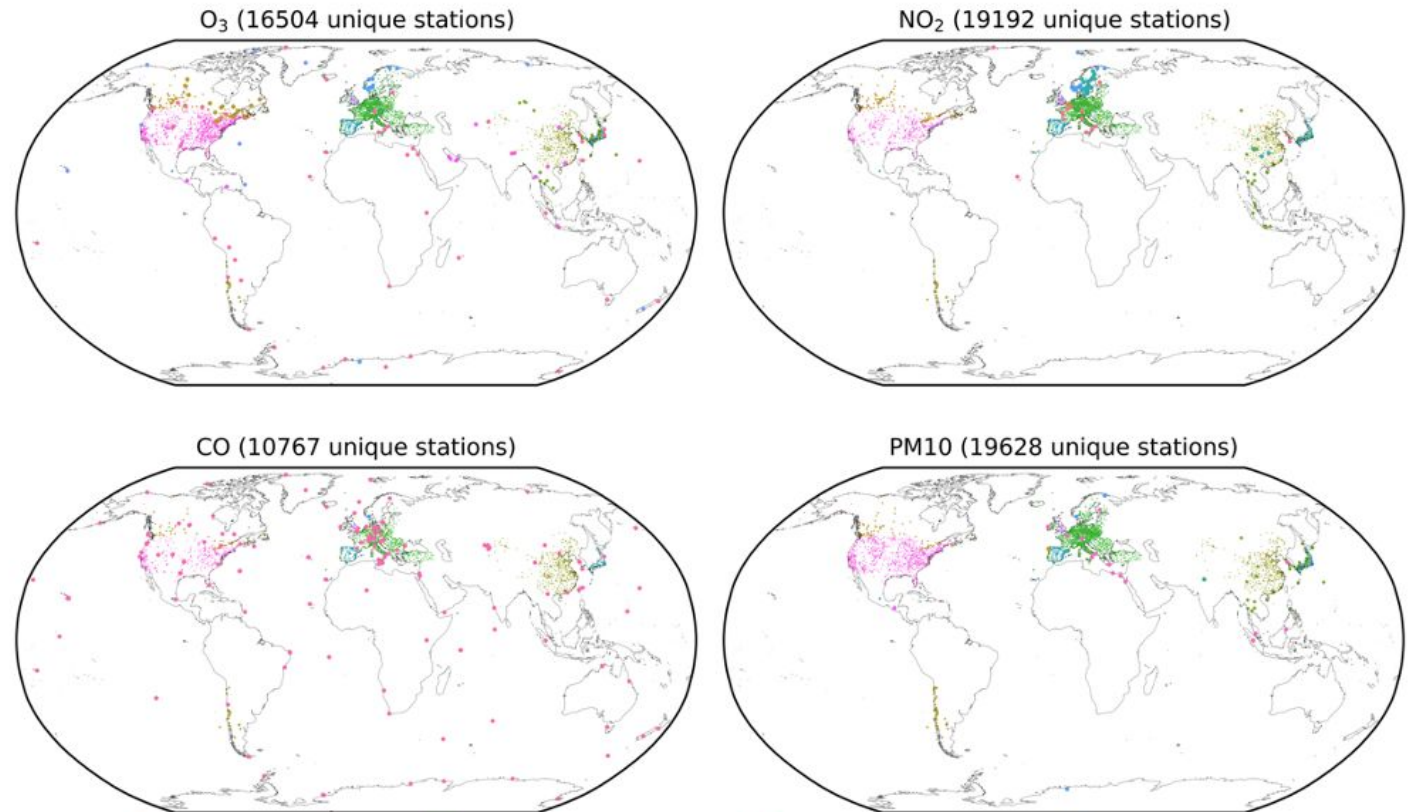 O₃ (16504 unique stations)
NO₂ (19192 unique stations)
CO (10767 unique stations)
PM10 (19628 unique stations)